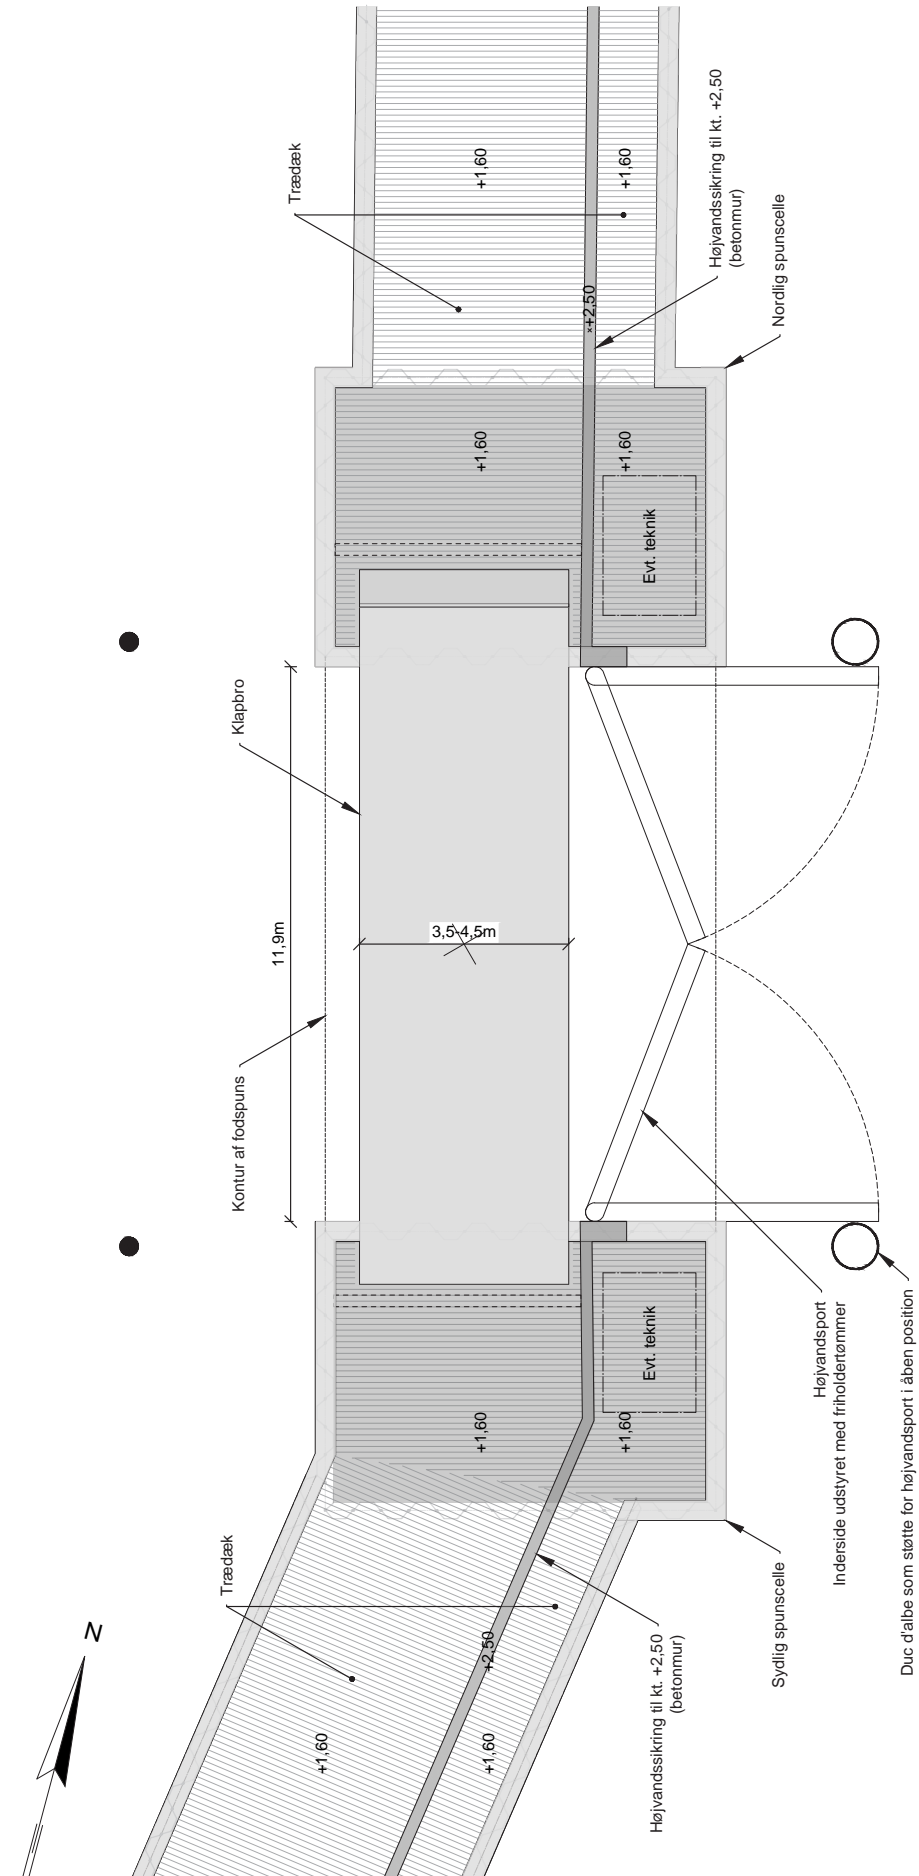 Trædæk
+1,60
+1,60
Højvandssikring til kt. +2,50
(betonmur)
+2,50
Nordlig spunscelle
+1,60
+1,60
Evt. teknik
Klapbro
11,9m
3,5-4,5m
Kontur af fodspuns
Evt. teknik
+1,60
+1,60
Højvandsport
Inderside udstyret med friholdertømmer
Duc d'albe som støtte for højvandsport i åben position
Trædæk
Sydlig spunscelle
Højvandssikring til kt. +2,50
(betonmur)
+2,50
+1,60
+1,60
N